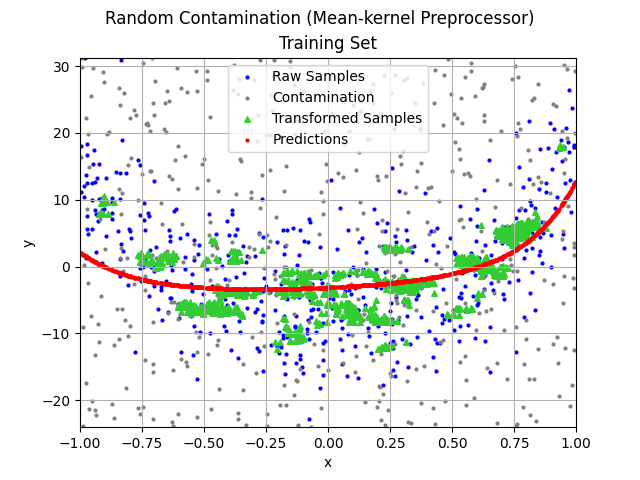 Random Contamination (Mean-kernel Preprocessor)
Training Set
Raw Samples
Contamination
Transformed Samples
Predictions
30
20
10
0
−10
−20
y
−1.00 −0.75 −0.50 −0.25 0.00 0.25 0.50 0.75 1.00
x